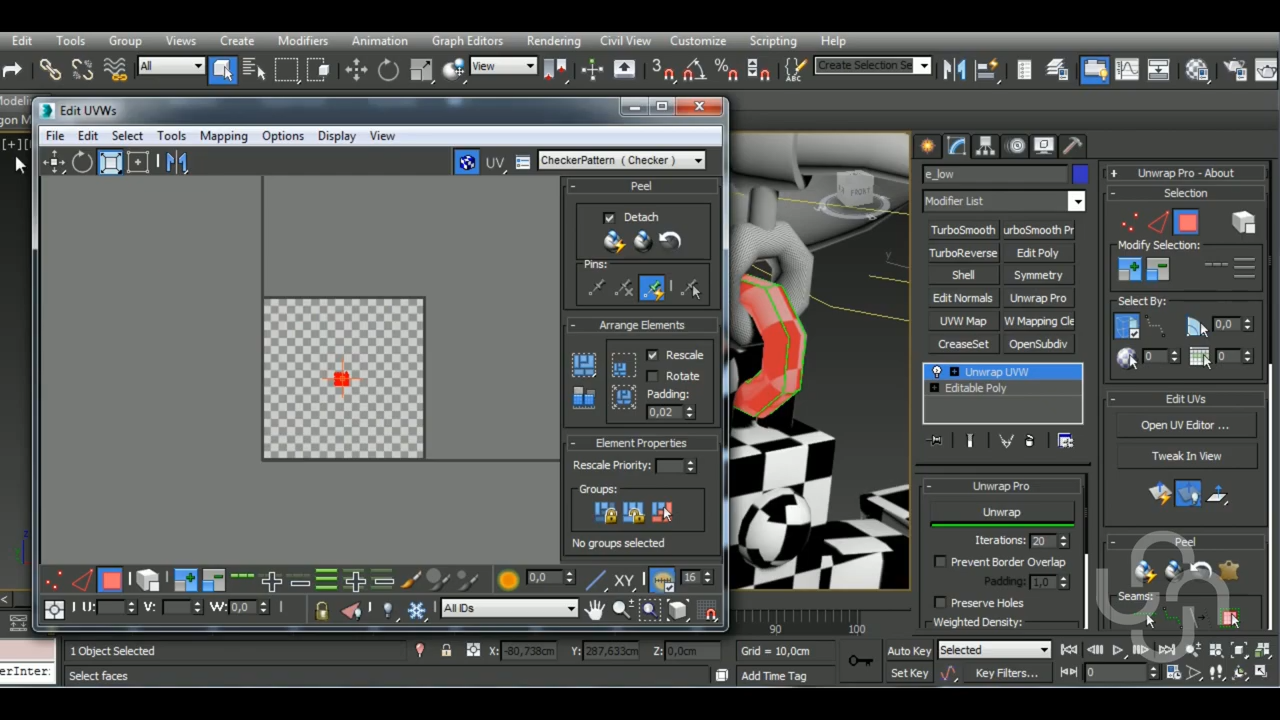 Edit Tools Group Views Create Modifiers Animation Graph Editors Rendering Civil View Customize Scripting Help
All View Create Selection Se
Edit UVWs
File Edit Select Tools Mapping Options Display View
UV CheckerPattern ( Checker )
Peel
Detach
Pins:
Arrange Elements
Rescale
Rotate
Padding:
0,02
Element Properties
Rescale Priority:
Groups:
No groups selected
0,0 XY 16
U: V: W: 0,0 All IDs
FRONT
e_low
Modifier List
TurboSmooth urboSmooth Pr
TurboReverse Edit Poly
Shell Symmetry
Edit Normals Unwrap Pro
UVW Map W Mapping Cle
CreaseSet OpenSubdiv
Unwrap UVW
Editable Poly
Unwrap Pro
Unwrap
Iterations: 20
Prevent Border Overlap
Padding: 1,0
Preserve Holes
Weighted Density:
+ Unwrap Pro - About
- Selection
Modify Selection:
Select By:
0,0
0 0
- Edit UVs
Open UV Editor ...
Tweak In View
- Peel
Seams:
90 100
1 Object Selected X: -80,738cm Y: 287,633cm Z: 0,0cm Grid = 10,0cm Auto Key Selected
Select faces Add Time Tag Set Key Key Filters... 0